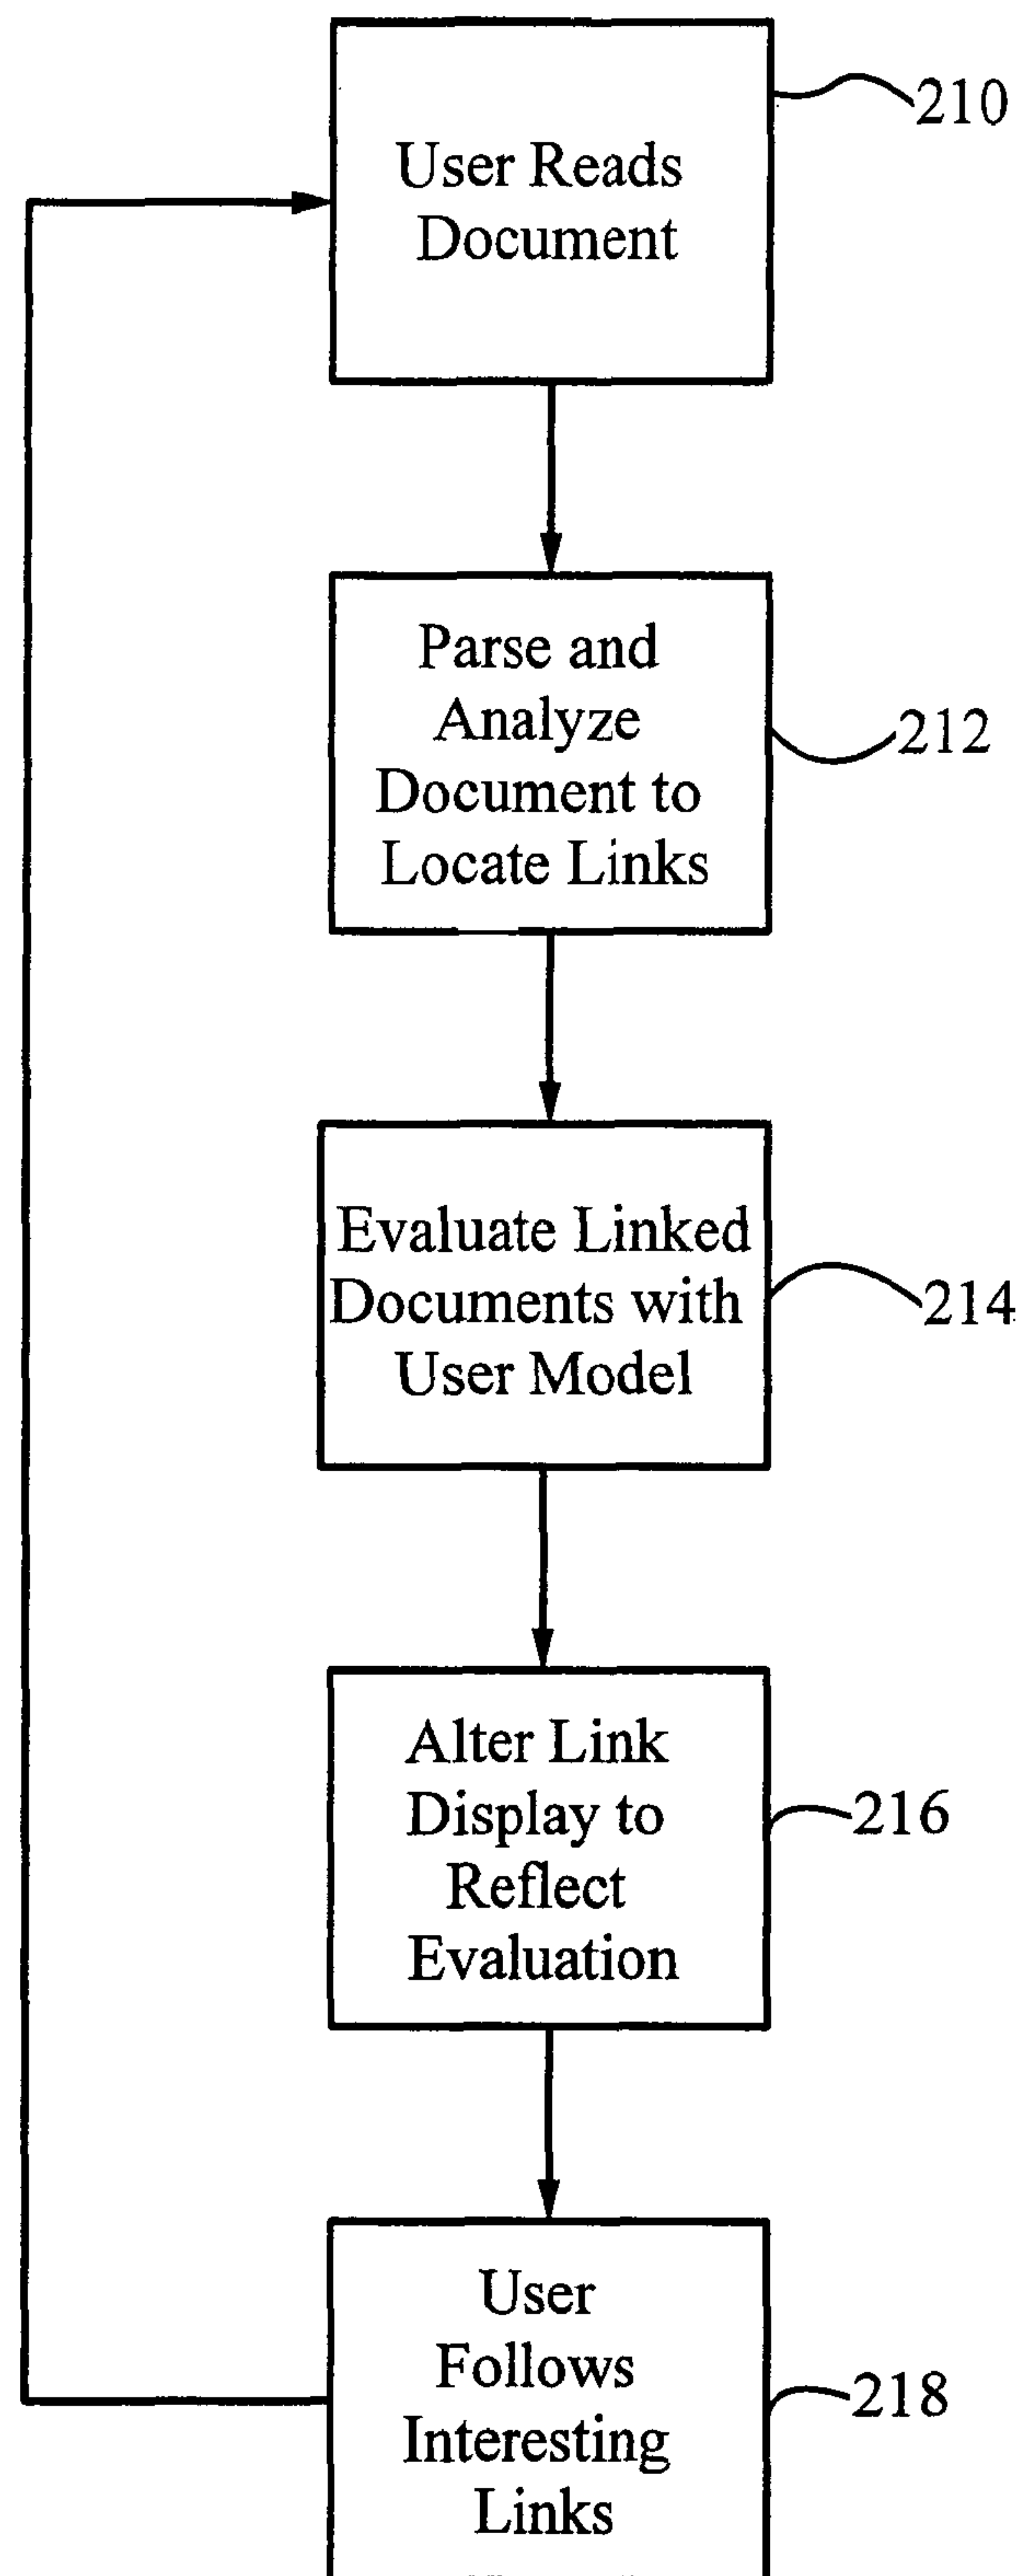 User Reads
Document
210
Parse and
Analyze
Document to
Locate Links
212
Evaluate Linked
Documents with
User Model
214
Alter Link
Display to
Reflect
Evaluation
216
User
Follows
Interesting
Links
218